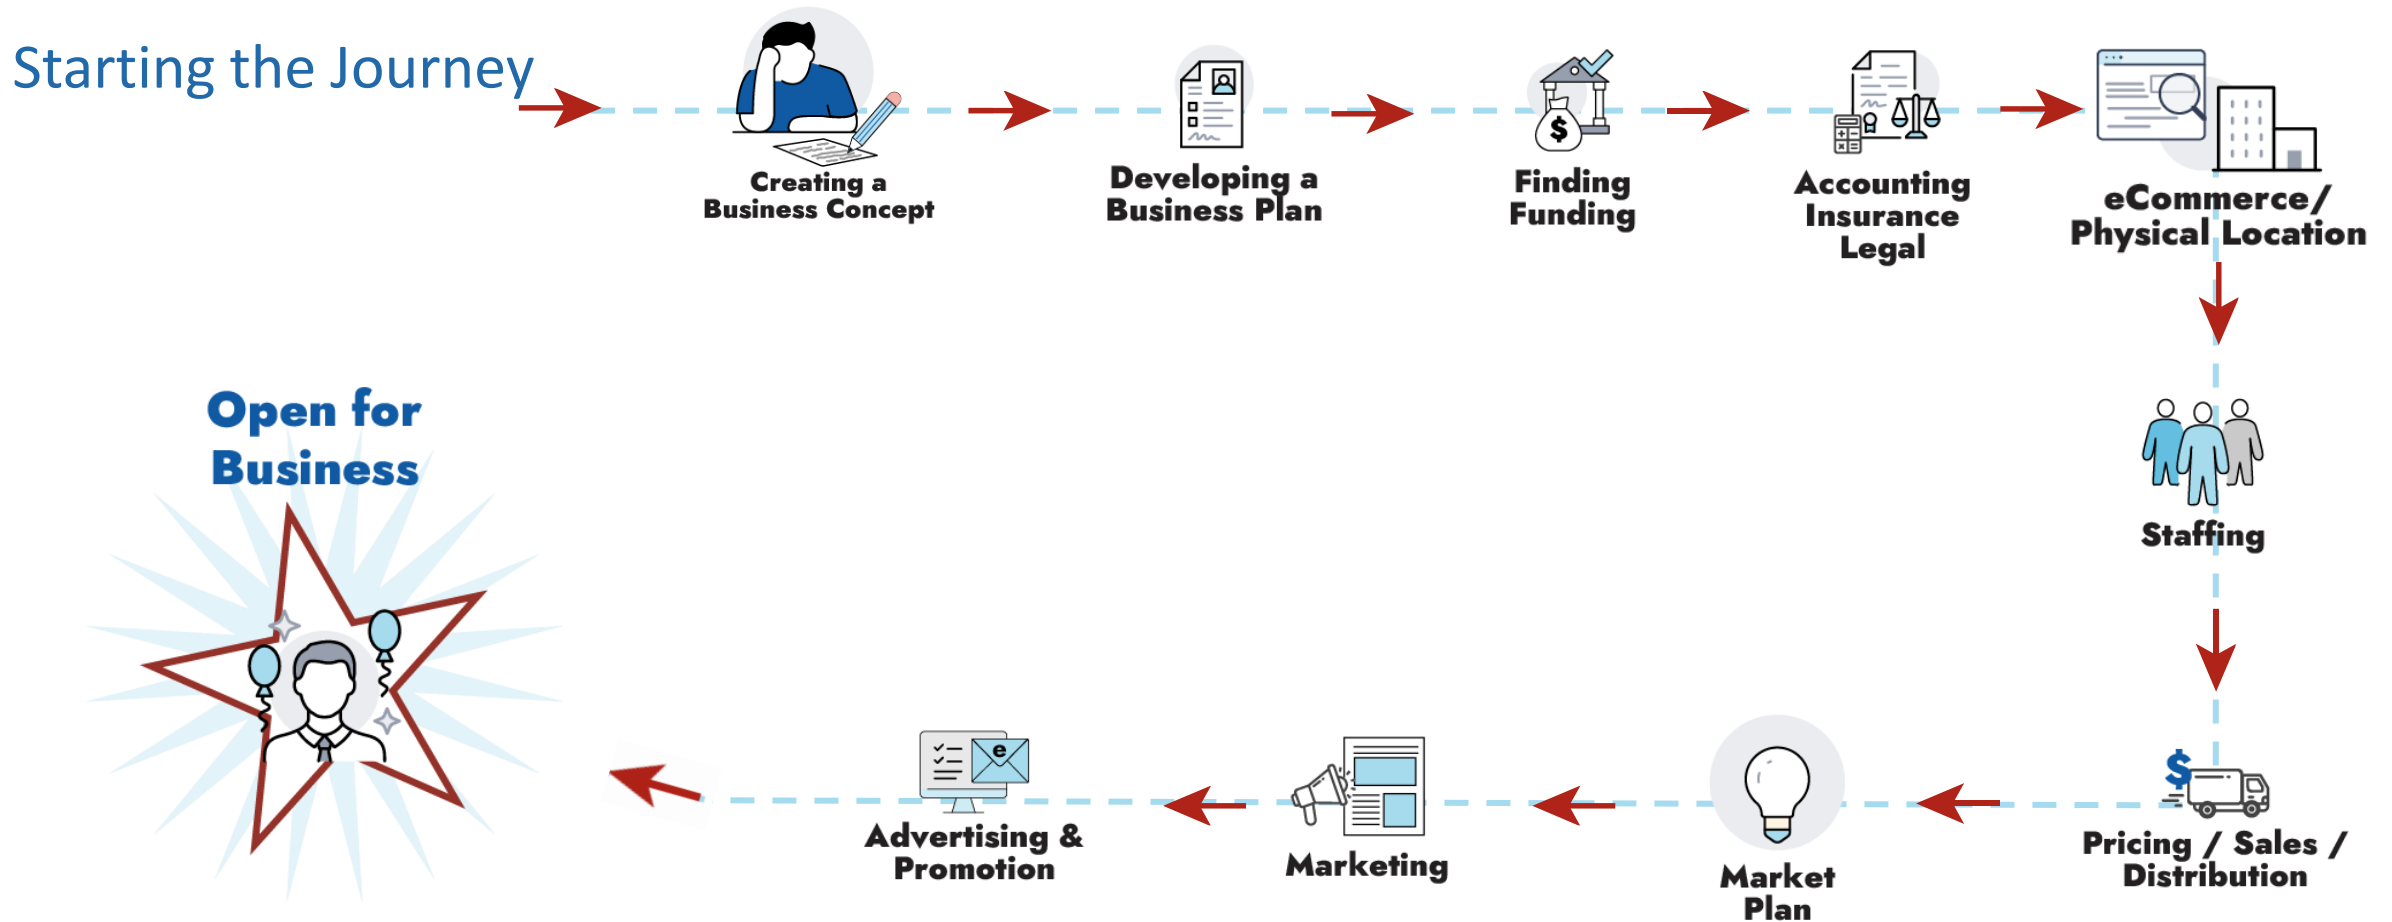 Starting the Journey
Creating a
Business Concept
Developing a
Business Plan
$
Finding
Funding
Accounting
Insurance
Legal
eCommerce/
Physical Location
Staffing
$
Pricing / Sales /
Distribution
Market
Plan
Marketing
e
Advertising &
Promotion
Open for
Business